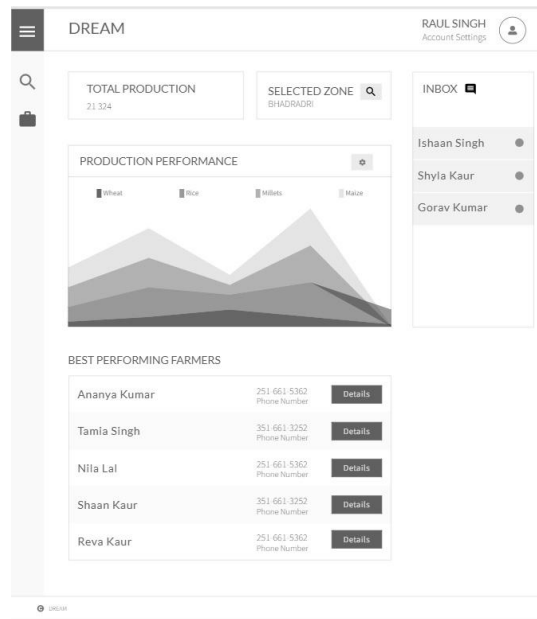 DREAM
RAUL SINGH
Account Settings
TOTAL PRODUCTION
21 324
SELECTED ZONE
BHADRADRI
INBOX
Ishaan Singh
Shyla Kaur
Gorav Kumar
PRODUCTION PERFORMANCE
Wheat Rice Millets Maize
BEST PERFORMING FARMERS
Ananya Kumar 251-661-5362 Details
Phone Number
Tamia Singh 351-661-3252 Details
Phone Number
Nila Lal 251-661-5362 Details
Phone Number
Shaan Kaur 351-661-3252 Details
Phone Number
Reva Kaur 251-661-5362 Details
Phone Number
DREAM